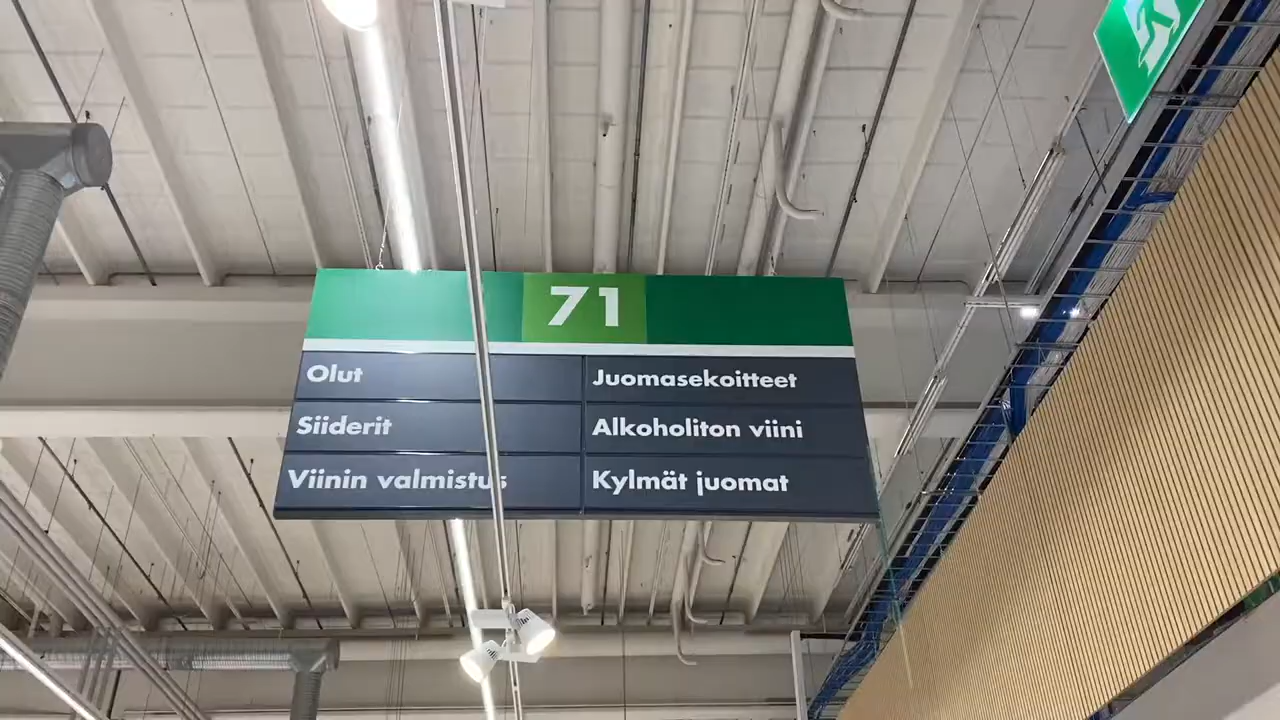 71
Olut
Siiderit
Viinin valmistus
Juomasekoitteet
Alkoholiton viini
Kylmät juomat